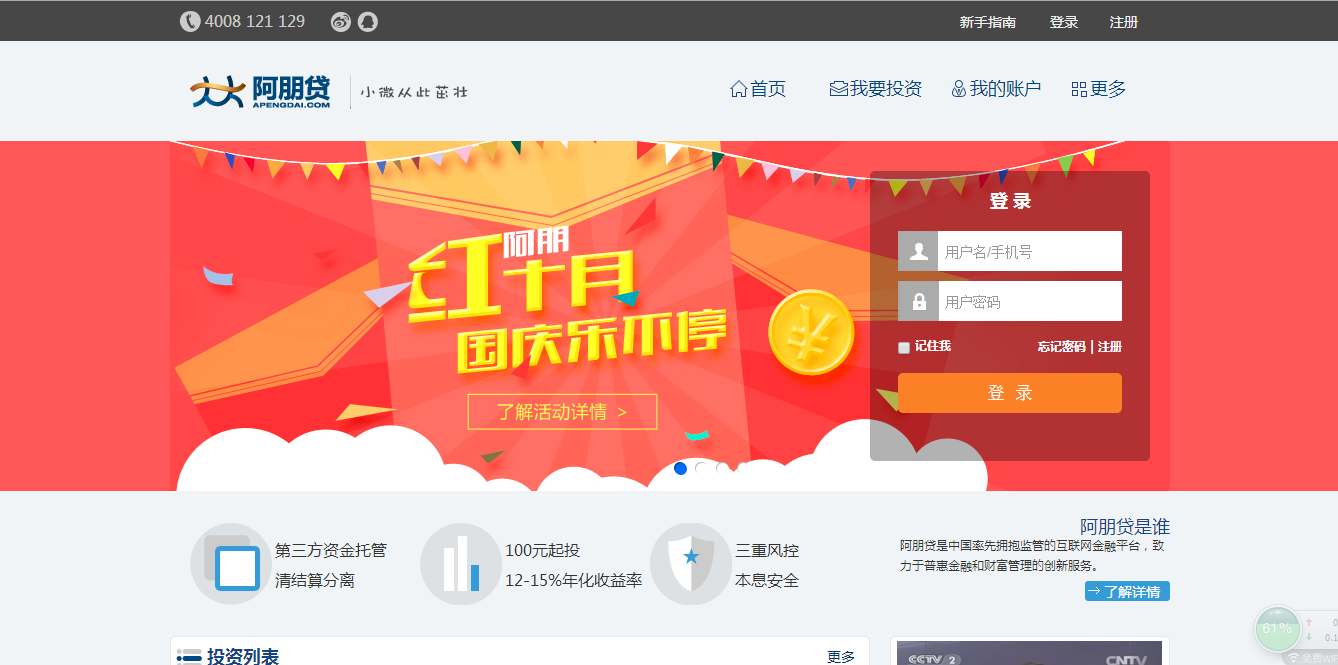 4008 121 129
新手指南 登录 注册
阿朋贷
APENGDAI.COM
小微从此茁壮
首页 我要投资 我的账户 更多
阿朋
红十月
国庆乐不停
了解活动详情 >
登 录
用户名/手机号
用户密码
记住我 忘记密码 | 注册
登 录
第三方资金托管
清结算分离
100元起投
12-15%年化收益率
三重风控
本息安全
阿朋贷是谁
阿朋贷是中国率先拥抱监管的互联网金融平台，致
力于普惠金融和财富管理的创新服务。
了解详情
投资列表 更多
CCTV 2 CNTV
61%